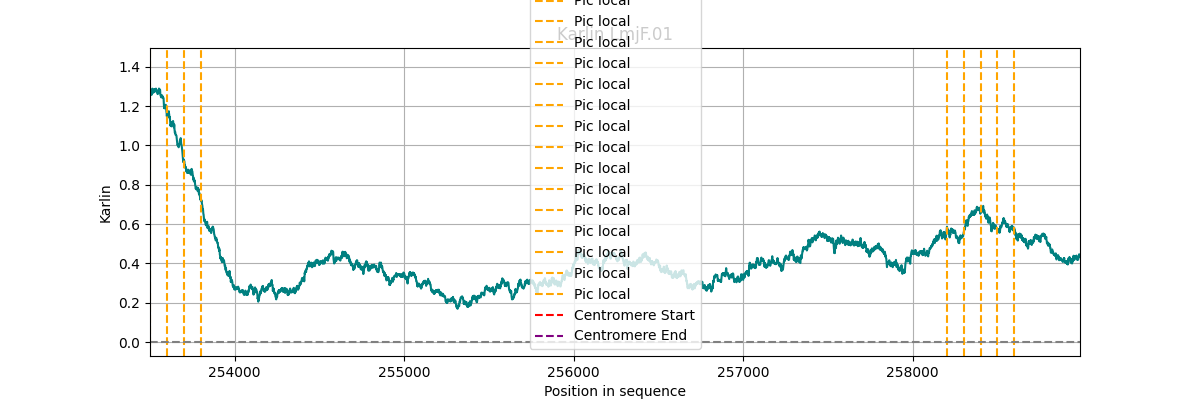 Pic local
Karlin LmjF.01
Pic local
Pic local
Pic local
Pic local
Pic local
Pic local
Pic local
Pic local
Pic local
Pic local
Pic local
Pic local
Pic local
Pic local
Centromere Start
Centromere End
1.4
1.2
1.0
0.8
0.6
0.4
0.2
0.0
Karlin
254000
255000
256000
257000
258000
Position in sequence